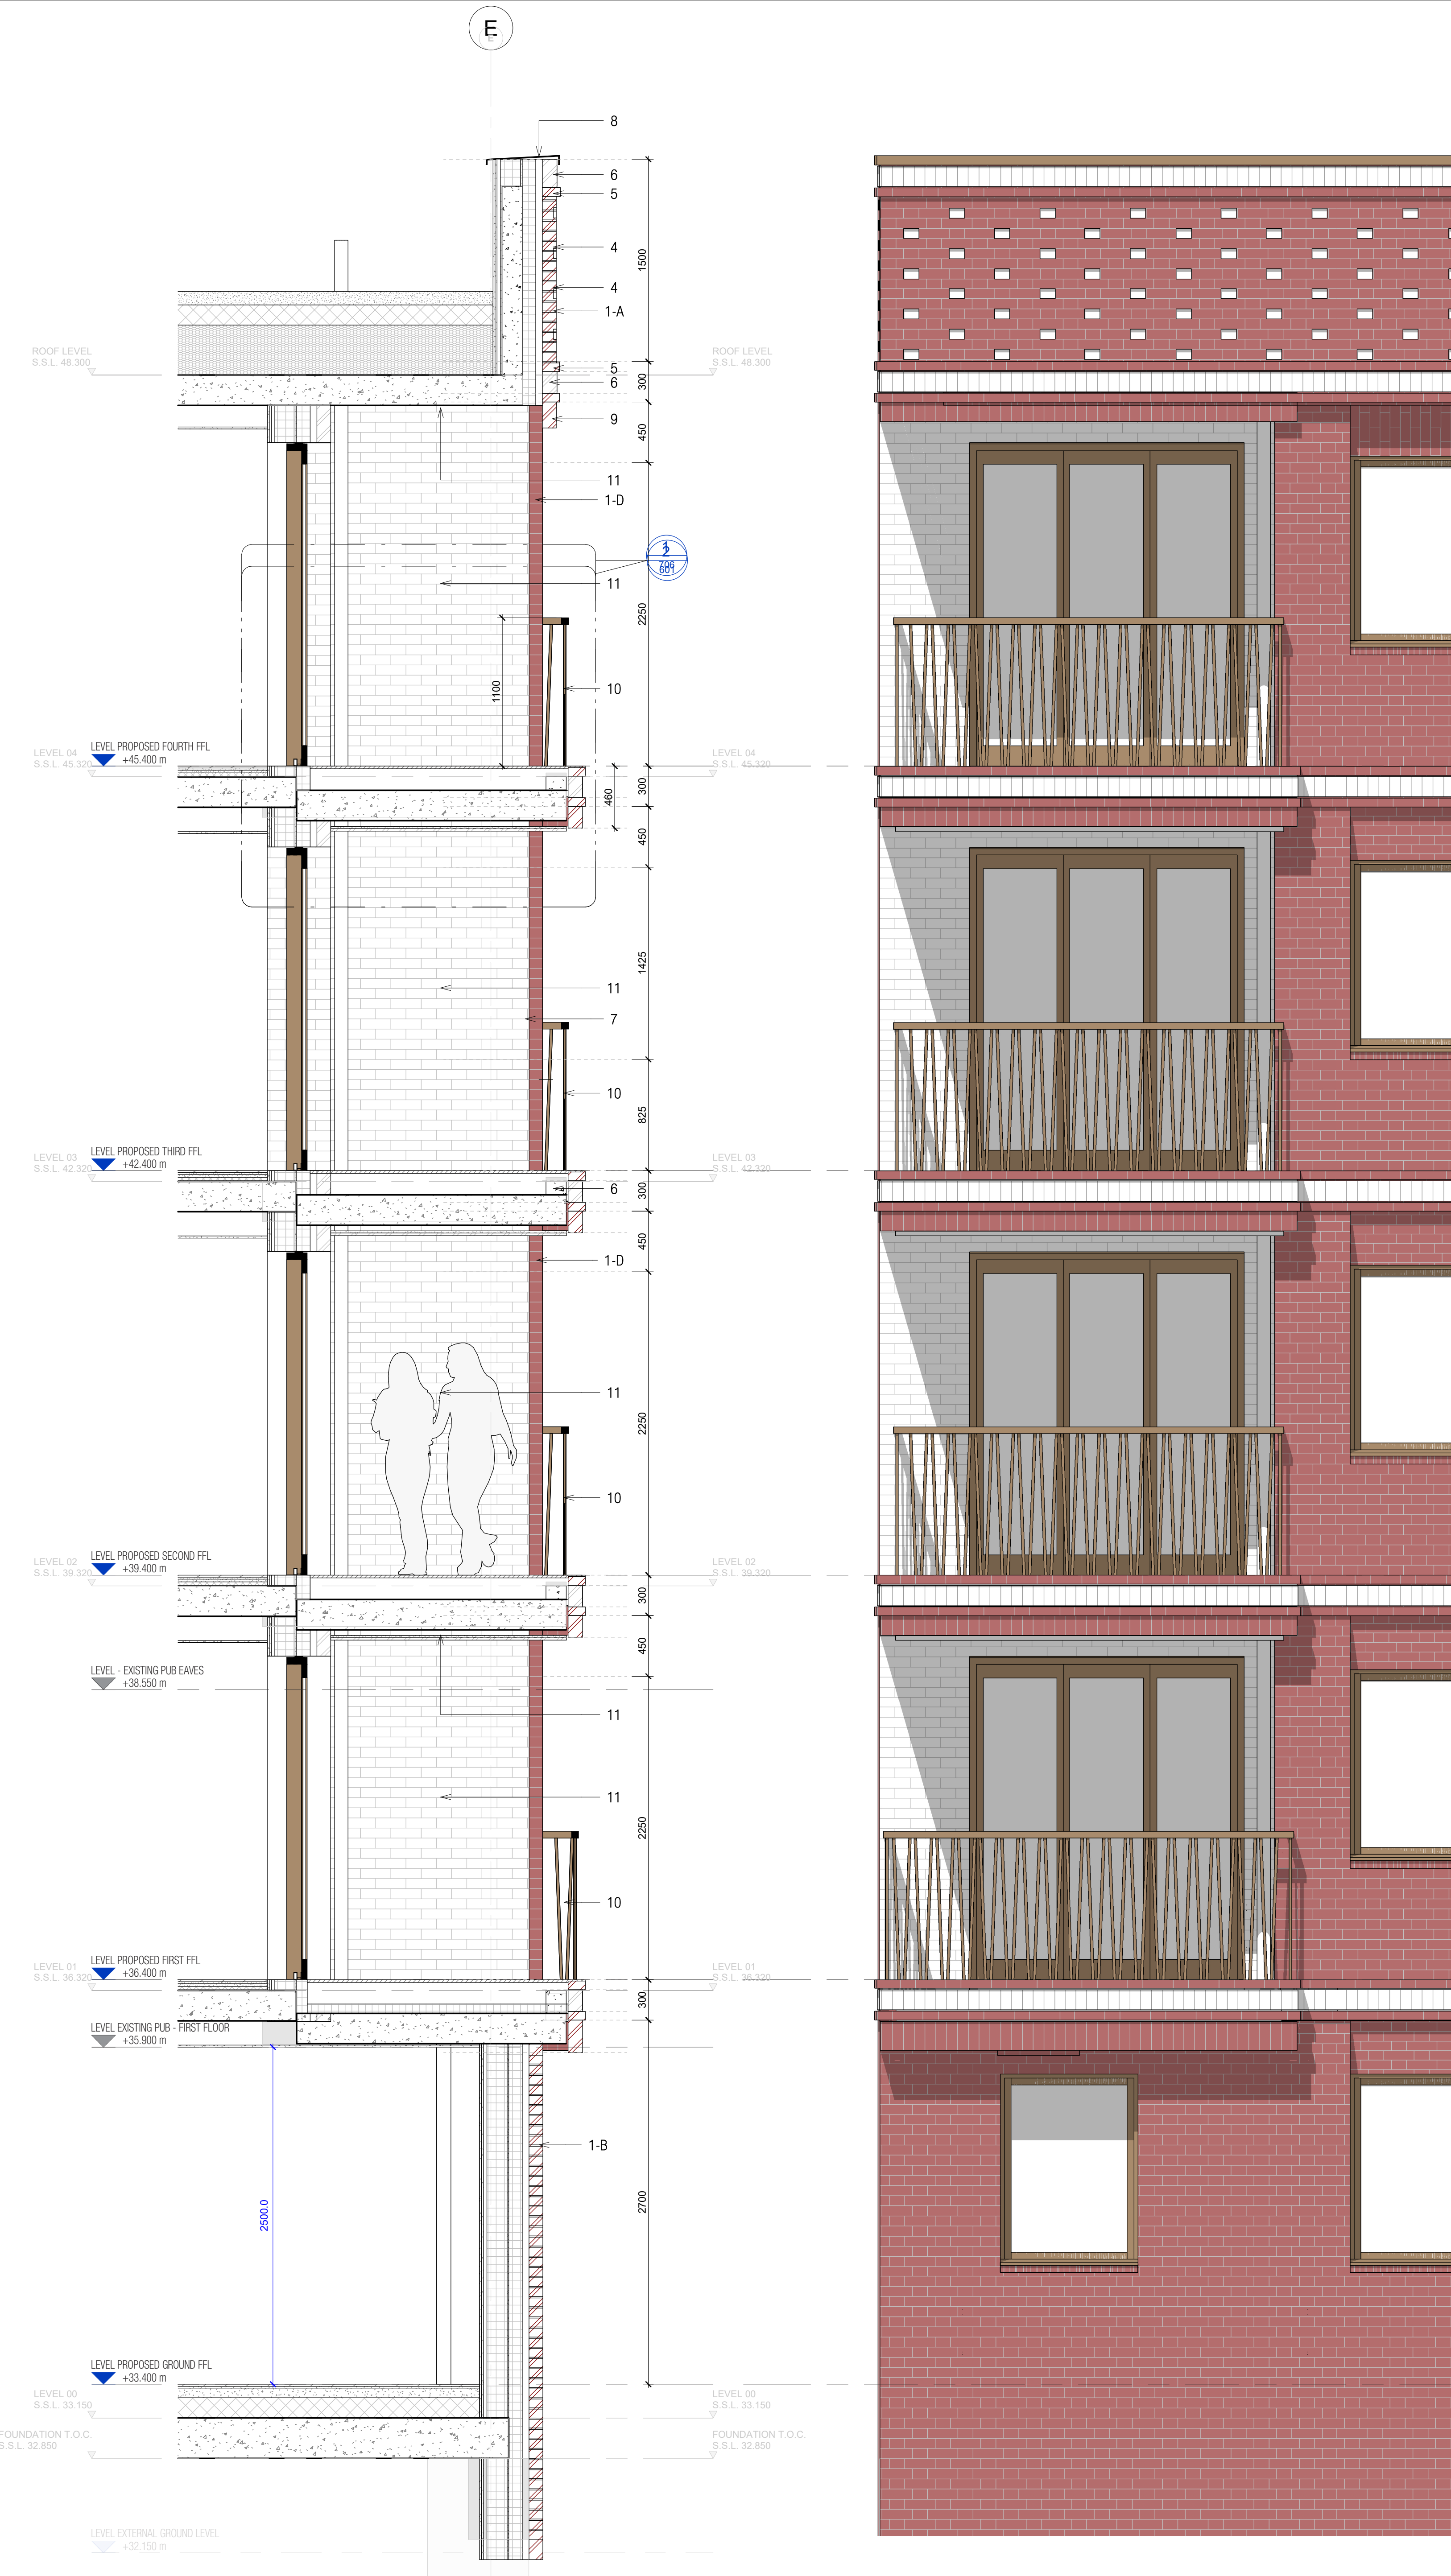 E
E
8
6
5
1500
4
4
1-A
ROOF LEVEL
S.S.L. 48.300
ROOF LEVEL
S.S.L. 48.300
5
6
300
9
450
11
1-D
1
2
706
601
11
2250
1100
10
LEVEL PROPOSED FOURTH FFL
+45.400 m
LEVEL 04
S.S.L. 45.320
LEVEL 04
S.S.L. 45.320
300
460
450
1425
11
7
10
825
LEVEL PROPOSED THIRD FFL
+42.400 m
LEVEL 03
S.S.L. 42.320
LEVEL 03
S.S.L. 42.320
6
300
450
1-D
11
2250
10
LEVEL PROPOSED SECOND FFL
+39.400 m
LEVEL 02
S.S.L. 39.320
LEVEL 02
S.S.L. 39.320
300
450
LEVEL - EXISTING PUB EAVES
+38.550 m
11
11
2250
10
LEVEL PROPOSED FIRST FFL
+36.400 m
LEVEL 01
S.S.L. 36.320
LEVEL 01
S.S.L. 36.320
300
LEVEL EXISTING PUB - FIRST FLOOR
+35.900 m
1-B
2500.0
2700
LEVEL PROPOSED GROUND FFL
+33.400 m
LEVEL 00
S.S.L. 33.150
LEVEL 00
S.S.L. 33.150
FOUNDATION T.O.C.
S.S.L. 32.850
FOUNDATION T.O.C.
S.S.L. 32.850
LEVEL EXTERNAL GROUND LEVEL
+32.150 m